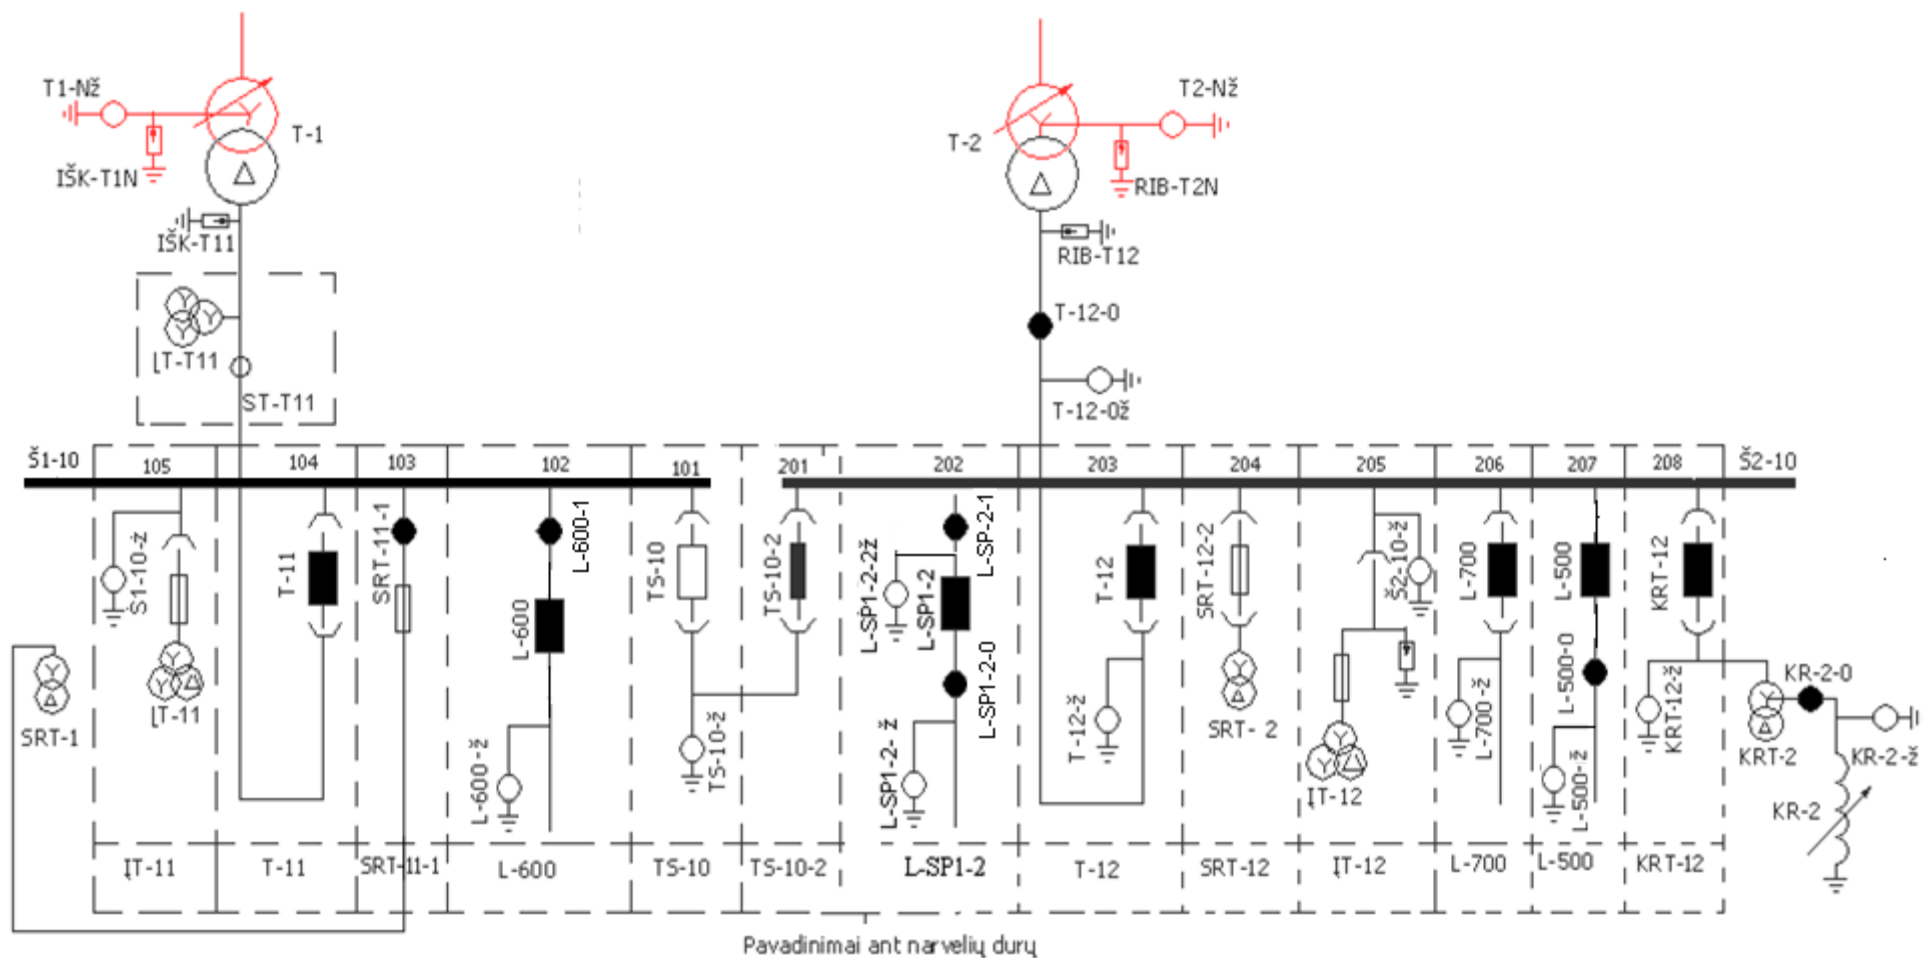 T1-Nž
T-1
IŠK-T1N
IŠK-T11
ĮT-T11
ST-T11
T2-Nž
T-2
RIB-T2N
RIB-T12
T-12-0
T-12-0ž
Š1-10
105
104
103
102
101
201
202
203
204
205
206
207
208
Š2-10
Š1-10-ž
T-11
SRT-11-1
L-600-1
L-600
TS-10
TS-10-2
L-SP1-2-2ž
L-SP1-2
L-SP-2-1
L-SP1-2-0
T-12
SRT-12-2
Š2-10-ž
L-700
L-500
KRT-12
SRT-1
ĮT-11
L-600-ž
TS-10-ž
L-SP1-2- ž
T-12-ž
SRT- 2
ĮT-12
L-700-ž
L-500-0
L-500-ž
KRT-12-ž
KR-2-0
KRT-2
KR-2-ž
KR-2
ĮT-11
T-11
SRT-11-1
L-600
TS-10
TS-10-2
L-SP1-2
T-12
SRT-12
ĮT-12
L-700
L-500
KRT-12
Pavadinimai ant narvelių durų